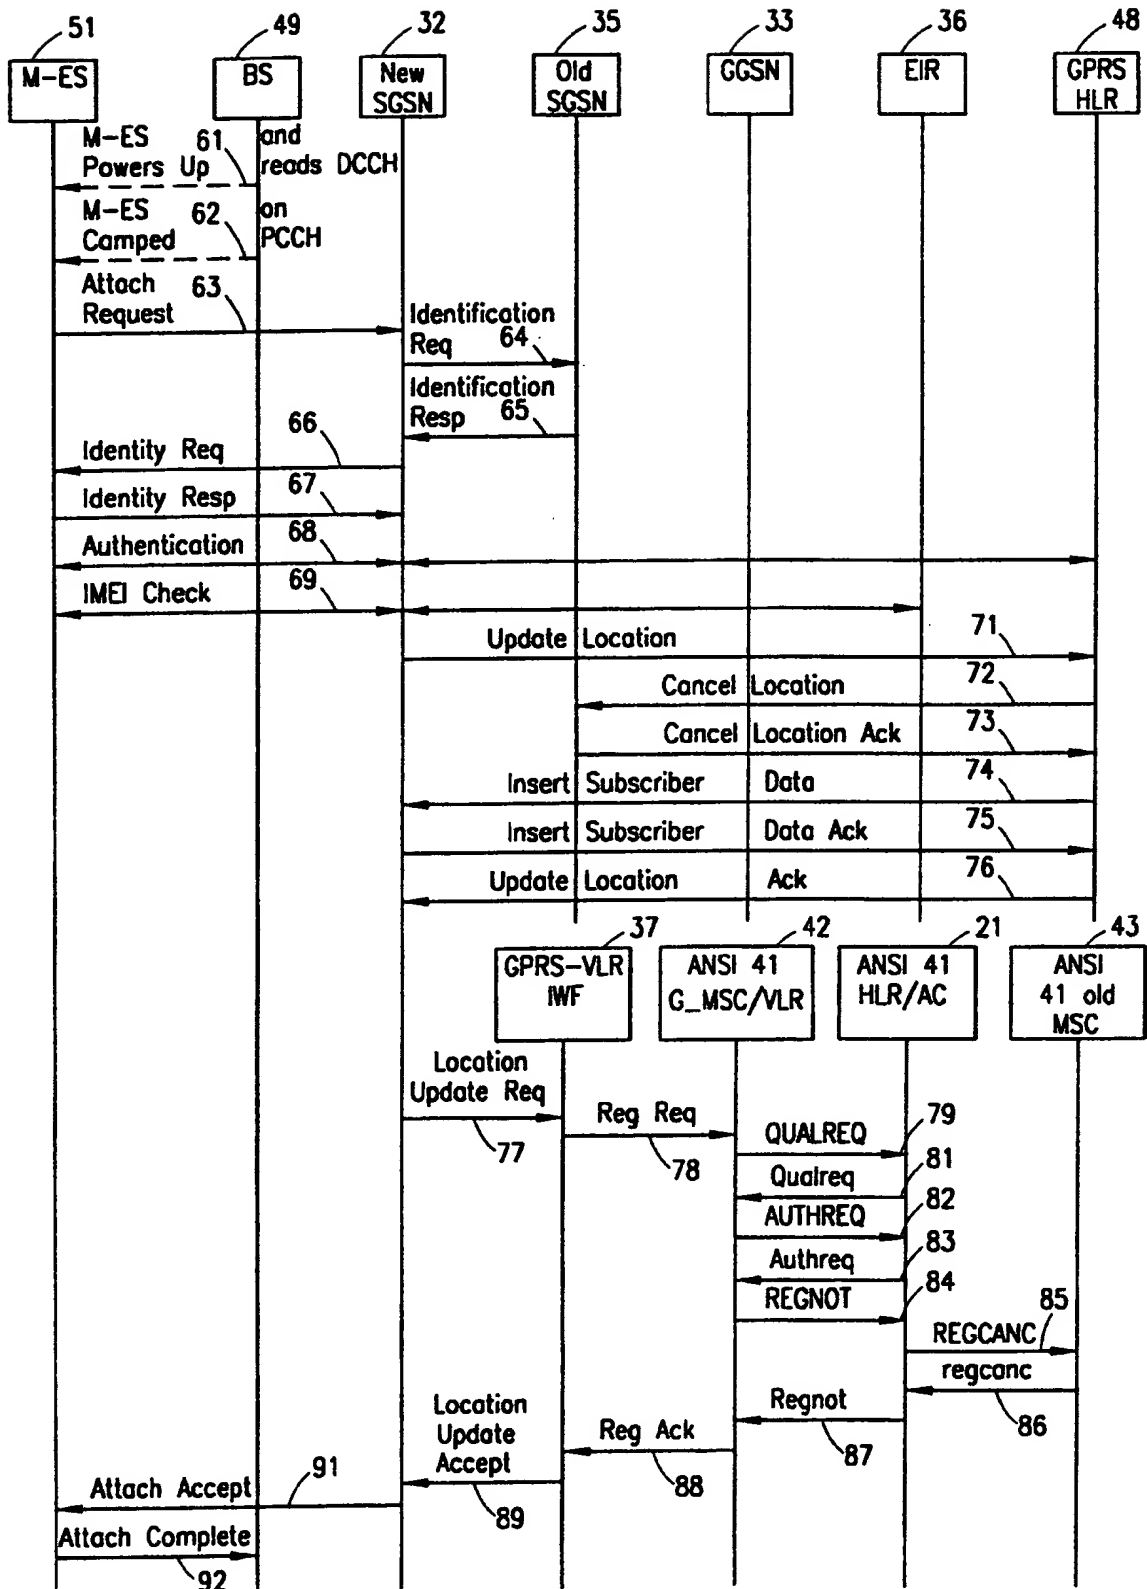 51 49 32 35 33 36 48
M-ES BS New SGSN Old SGSN GGSN EIR GPRS HLR
M-ES and
Powers Up 61 reads DCCH
M-ES 62 on
Camped PCCH
Attach
Request 63
Identification
Req 64
Identification
Resp 65
66
Identity Req
Identity Resp 67
Authentication 68
IMEI Check 69
Update Location 71
Cancel Location 72
Cancel Location Ack 73
Insert Subscriber Data 74
Insert Subscriber Data Ack 75
Update Location Ack 76
37 42 21 43
GPRS-VLR IWF
ANSI 41 G_MSC/VLR
ANSI 41 HLR/AC
ANSI 41 old MSC
Location
Update Req
77
Reg Req
78
QUALREQ 79
Qualreq 81
AUTHREQ 82
Authreq 83
REGNOT 84
REGCANC 85
regcanc
86
Regnot
87
Reg Ack
88
Location
Update
Accept
89
Attach Accept 91
Attach Complete
92